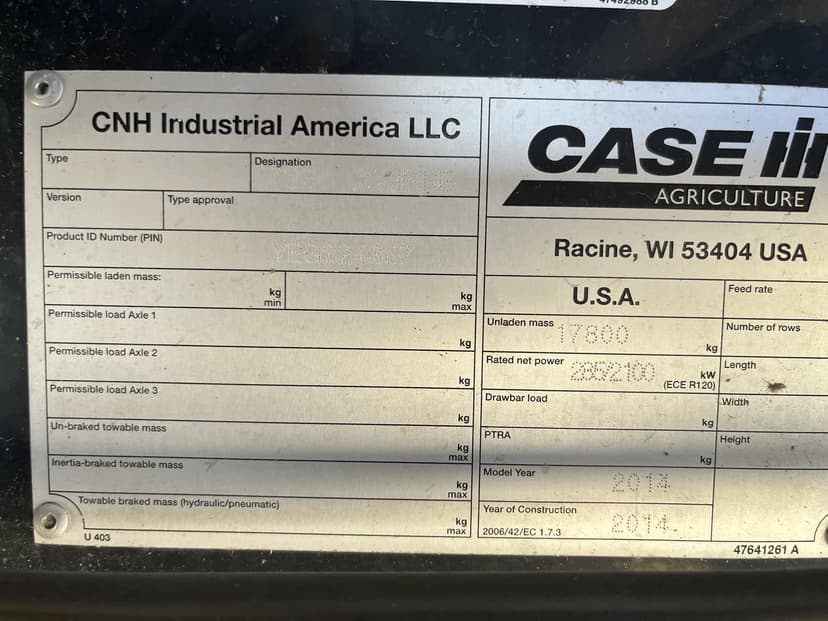 CNH Industrial America LLC
Type
Designation
Version
Type approval
Product ID Number (PIN)
Permissible laden mass:
kg
min
kg
max
Permissible load Axle 1
kg
Permissible load Axle 2
kg
Permissible load Axle 3
kg
Un-braked towable mass
kg
max
Inertia-braked towable mass
kg
max
Towable braked mass (hydraulic/pneumatic)
kg
max
U 403
CASE IH
AGRICULTURE
Racine, WI 53404 USA
U.S.A.
Feed rate
Unladen mass 17800
kg
Number of rows
Rated net power
kW
(ECE R120)
Length
Drawbar load
kg
Width
PTRA
kg
Height
Model Year 2014
Year of Construction
2006/42/EC 1.7.3
2014
47641261 A